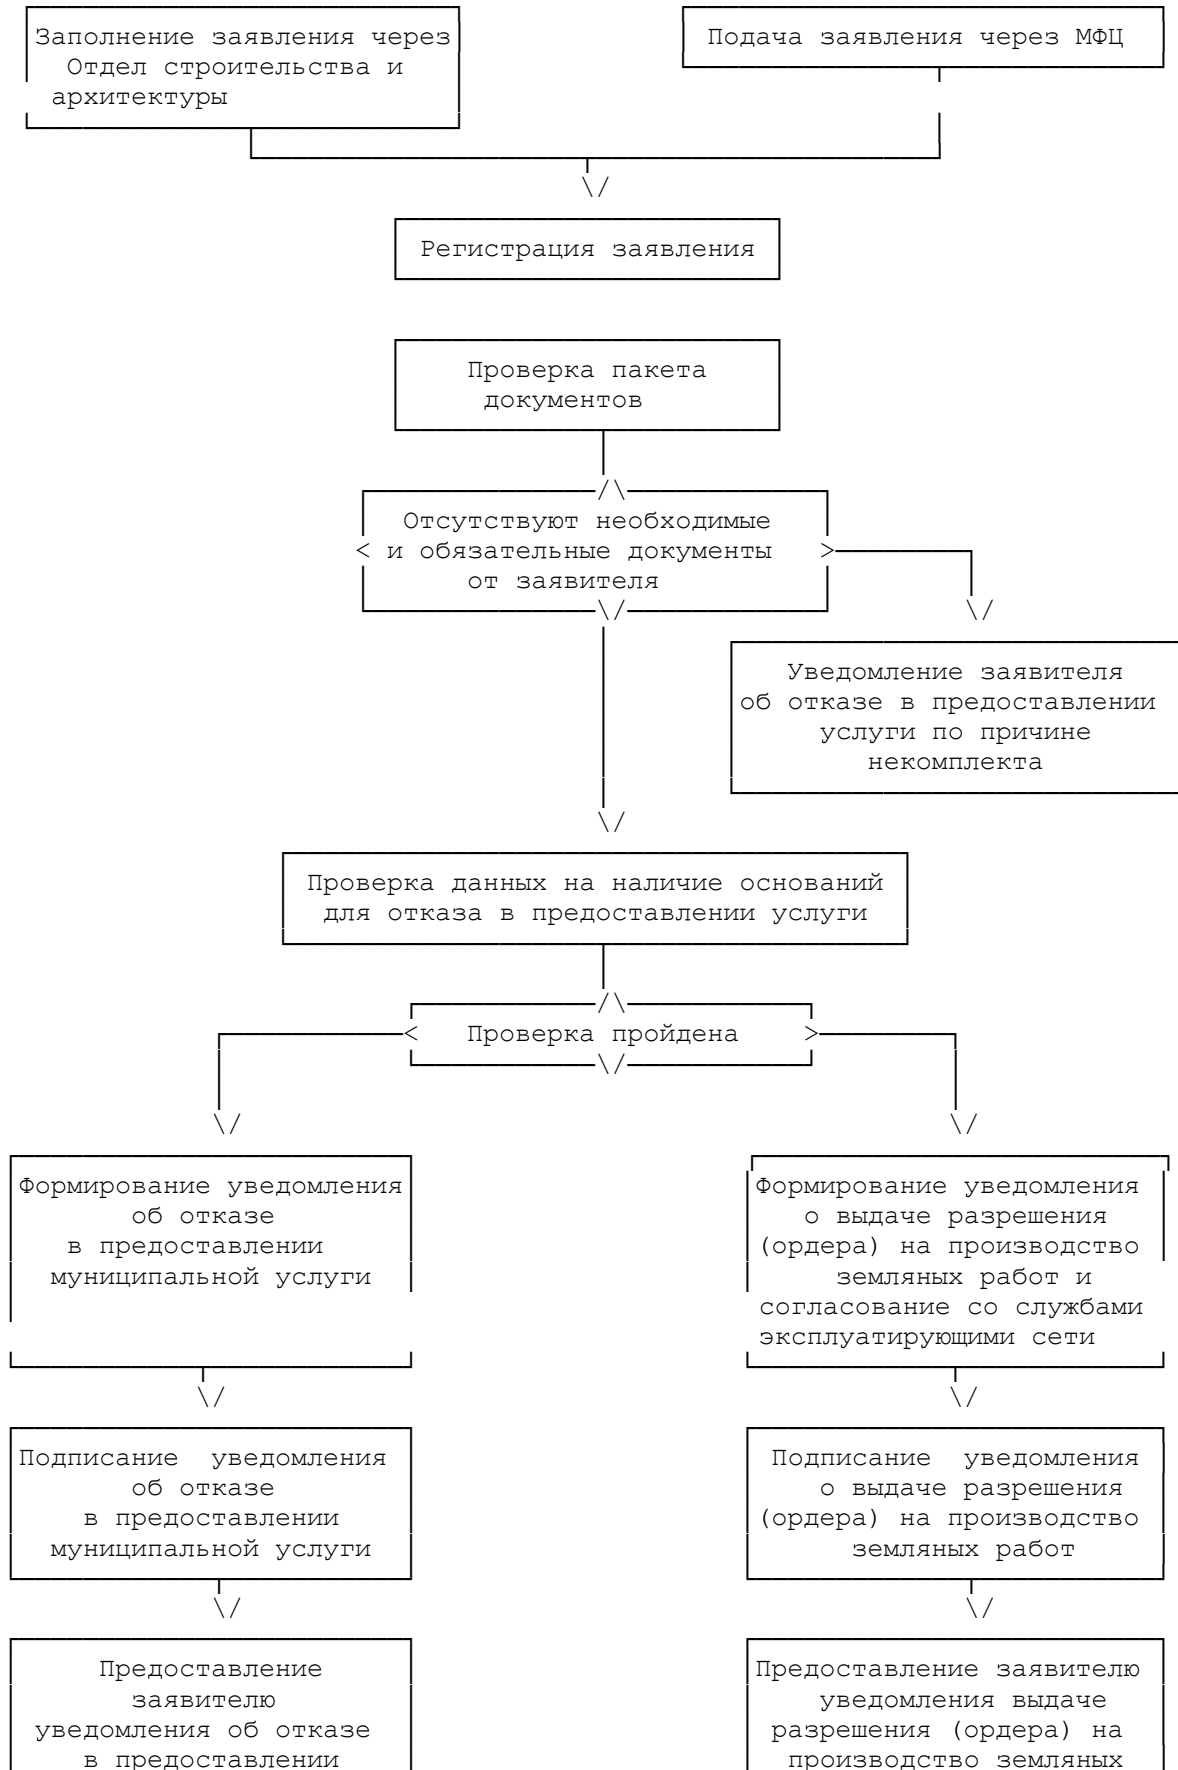 Заполнение заявления через
Отдел строительства и
архитектуры
Подача заявления через МФЦ
Регистрация заявления
Проверка пакета
документов
Отсутствуют необходимые
и обязательные документы
от заявителя
Уведомление заявителя
об отказе в предоставлении
услуги по причине
некомплекта
Проверка данных на наличие оснований
для отказа в предоставлении услуги
Проверка пройдена
Формирование уведомления
об отказе
в предоставлении
муниципальной услуги
Формирование уведомления
о выдаче разрешения
(ордера) на производство
земляных работ и
согласование со службами
эксплуатирующими сети
Подписание уведомления
об отказе
в предоставлении
муниципальной услуги
Подписание уведомления
о выдаче разрешения
(ордера) на производство
земляных работ
Предоставление
заявителю
уведомления об отказе
в предоставлении
Предоставление заявителю
уведомления выдаче
разрешения (ордера) на
производство земляных